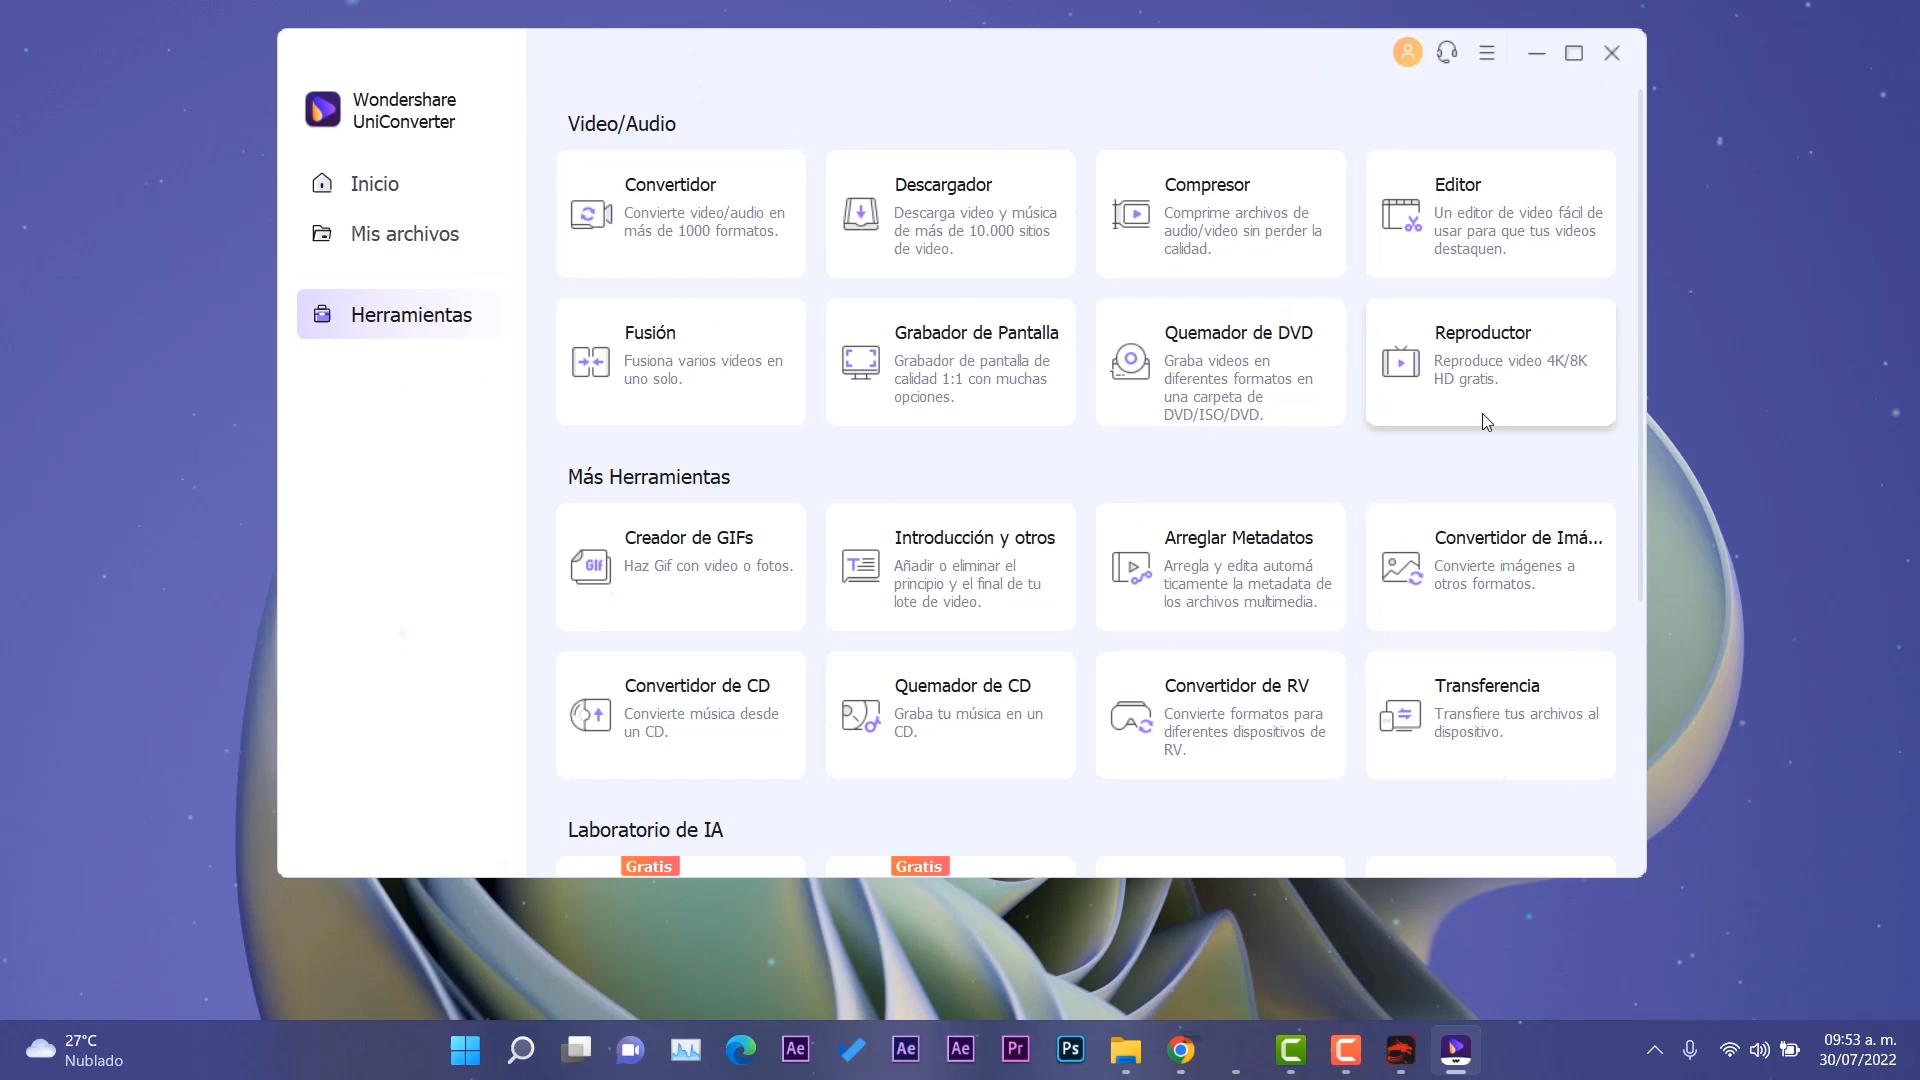 Wondershare
UniConverter
Inicio
Mis archivos
Herramientas
Video/Audio
Convertidor
Convierte video/audio en
más de 1000 formatos.
Descargador
Descarga video y música
de más de 10.000 sitios
de video.
Compresor
Comprime archivos de
audio/video sin perder la
calidad.
Editor
Un editor de video fácil de
usar para que tus videos
destaquen.
Fusión
Fusiona varios videos en
uno solo.
Grabador de Pantalla
Grabador de pantalla de
calidad 1:1 con muchas
opciones.
Quemador de DVD
Graba videos en
diferentes formatos en
una carpeta de
DVD/ISO/DVD.
Reproductor
Reproduce video 4K/8K
HD gratis.
Más Herramientas
Creador de GIFs
Haz Gif con video o fotos.
GIF
Introducción y otros
Añadir o eliminar el
principio y el final de tu
lote de video.
Arreglar Metadatos
Arregla y edita automá
ticamente la metadata de
los archivos multimedia.
Convertidor de Imá...
Convierte imágenes a
otros formatos.
Convertidor de CD
Convierte música desde
un CD.
Quemador de CD
Graba tu música en un
CD.
Convertidor de RV
Convierte formatos para
diferentes dispositivos de
RV.
Transferencia
Transfiere tus archivos al
dispositivo.
Laboratorio de IA
Gratis
Gratis
27°C
Nublado
Ae
Ae
Ae
Pr
Ps
C
C
09:53 a. m.
30/07/2022